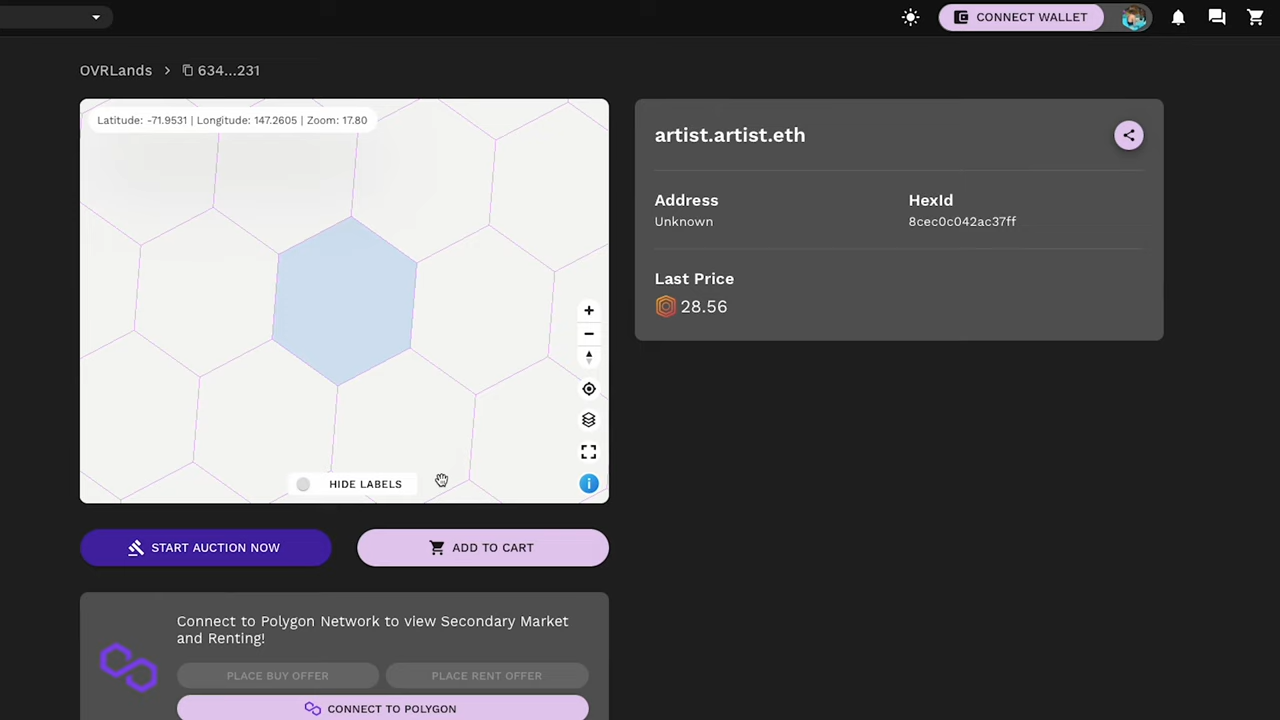 CONNECT WALLET
OVRLands > 634...231
Latitude: -71.9531 | Longitude: 147.2605 | Zoom: 17.80
HIDE LABELS
START AUCTION NOW
ADD TO CART
Connect to Polygon Network to view Secondary Market
and Renting!
PLACE BUY OFFER
PLACE RENT OFFER
CONNECT TO POLYGON
artist.artist.eth
Address
Unknown
HexId
8cec0c042ac37ff
Last Price
28.56